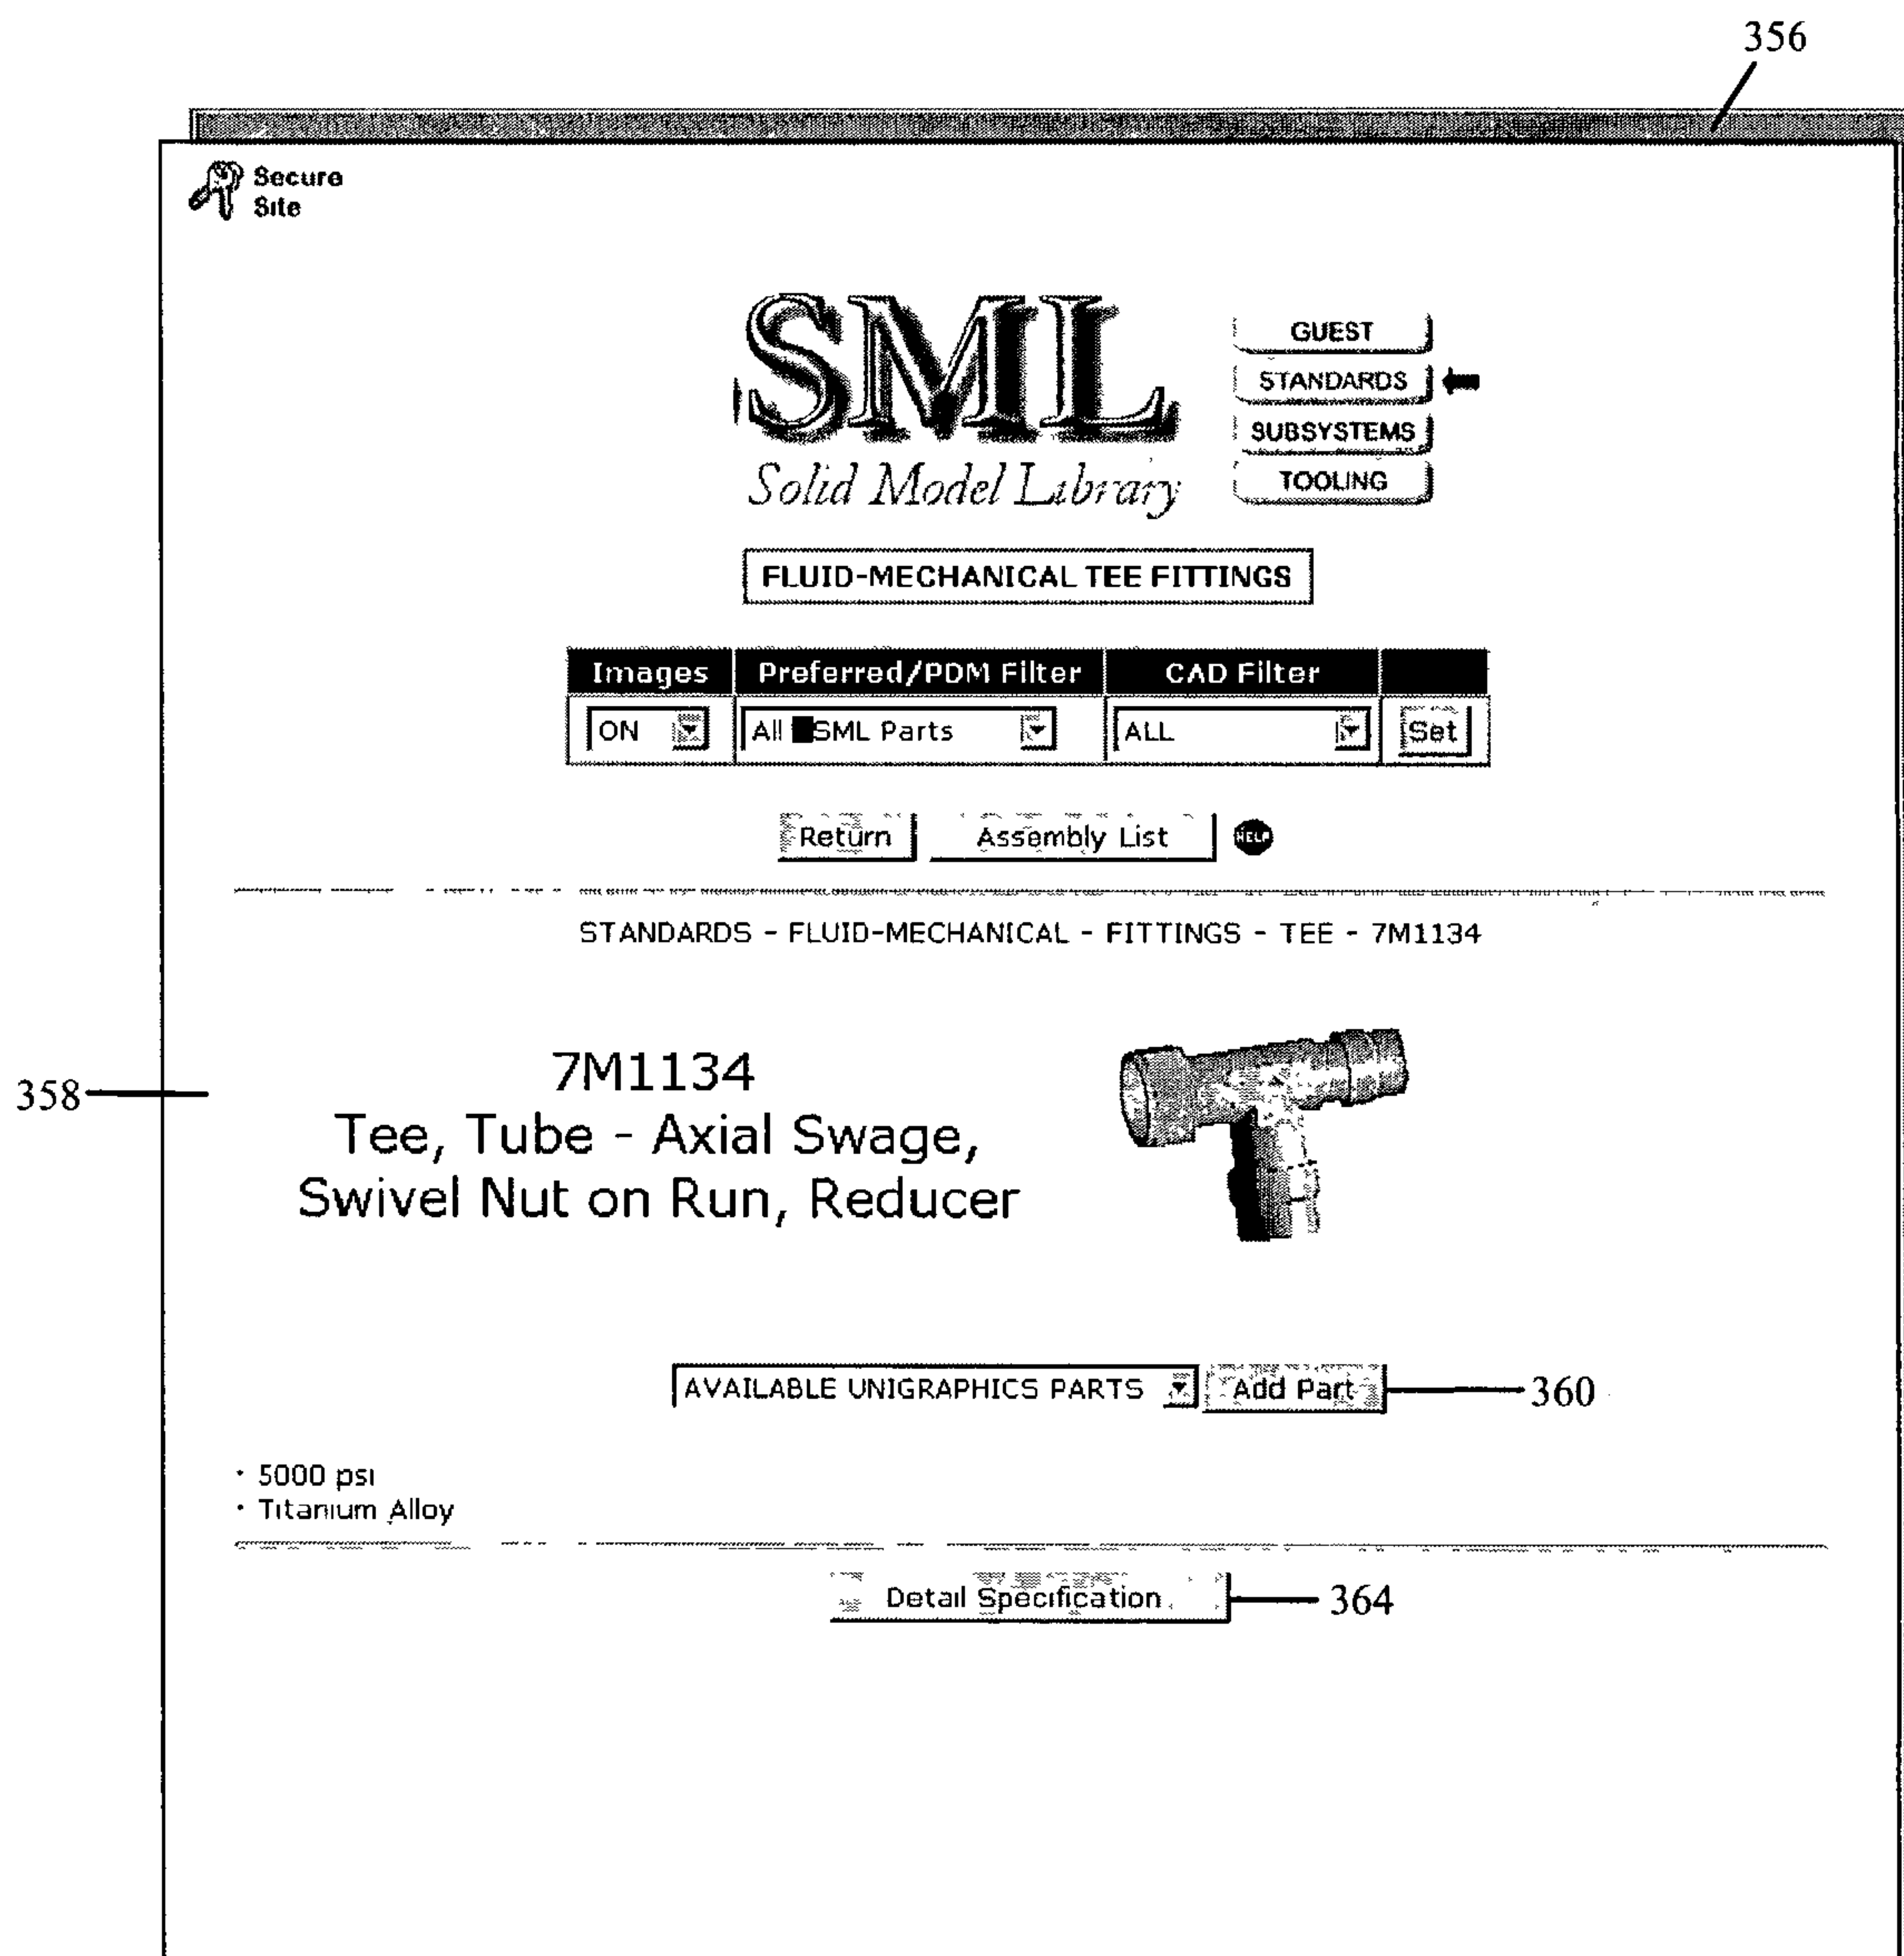 356
Secure
Site
SML
Solid Model Library
GUEST
STANDARDS
SUBSYSTEMS
TOOLING
FLUID-MECHANICAL TEE FITTINGS
Images Preferred/PDM Filter CAD Filter
ON All SML Parts ALL Set
Return Assembly List HELP
STANDARDS - FLUID-MECHANICAL - FITTINGS - TEE - 7M1134
358
7M1134
Tee, Tube - Axial Swage,
Swivel Nut on Run, Reducer
AVAILABLE UNIGRAPHICS PARTS Add Part 360
· 5000 psi
· Titanium Alloy
Detail Specification 364